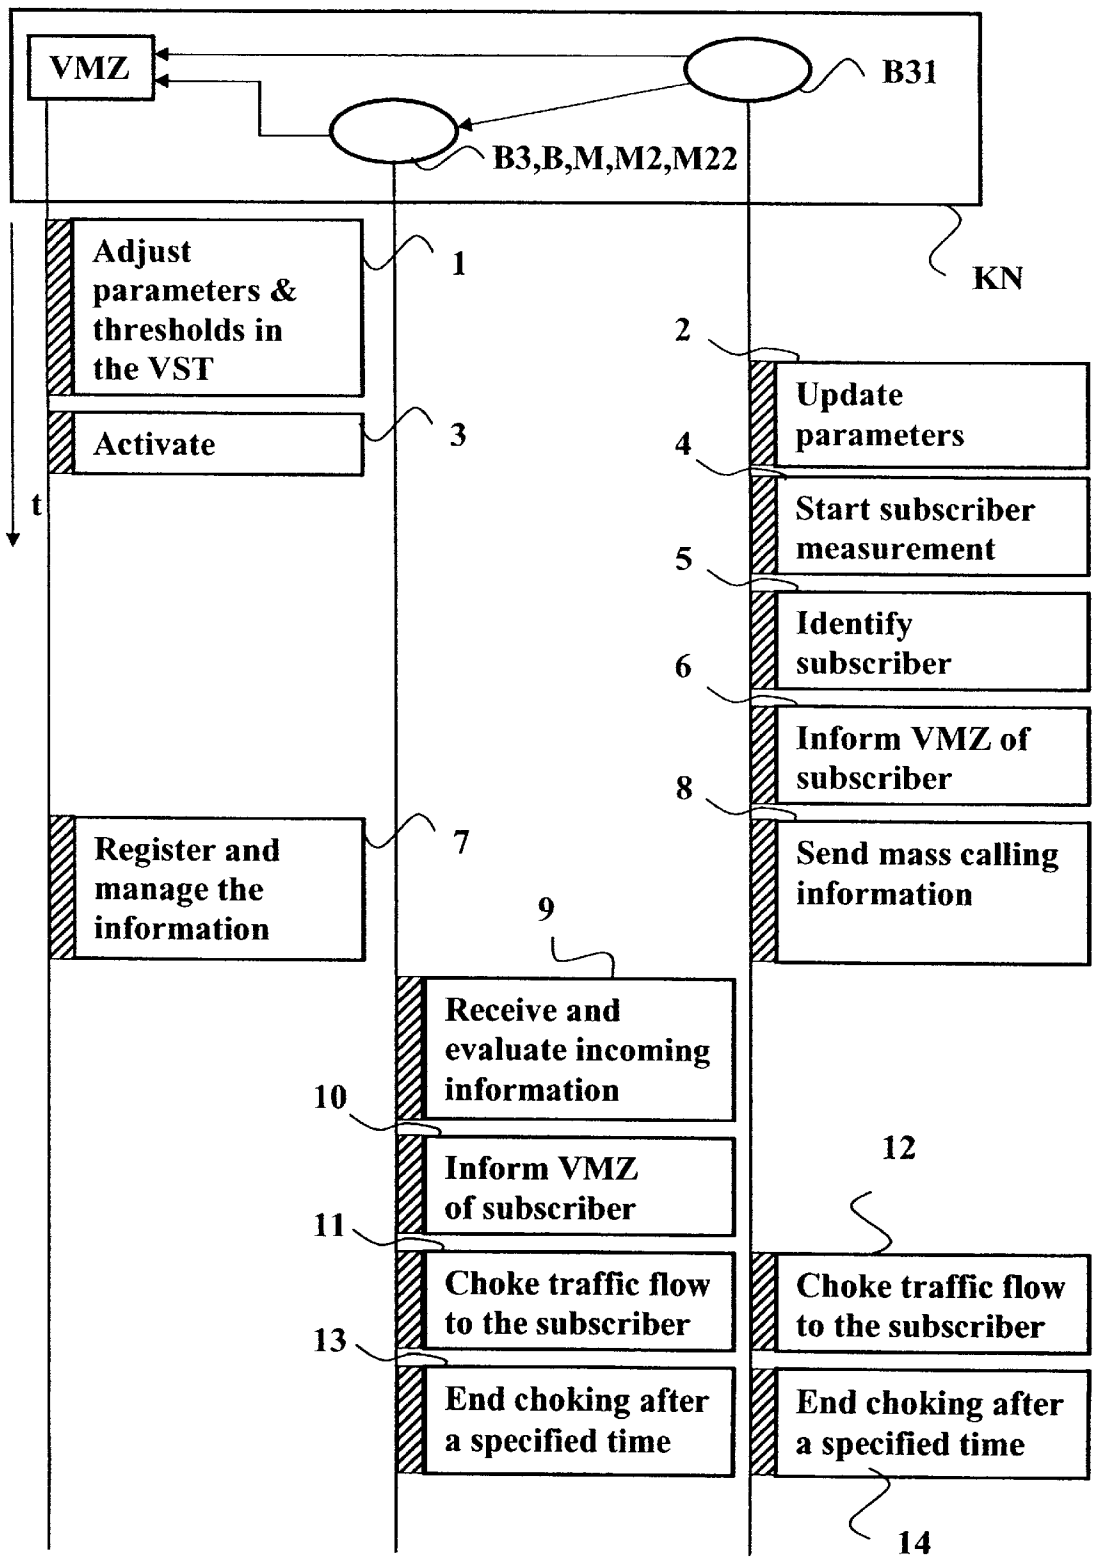 VMZ
B31
B3,B,M,M2,M22
KN
Adjust
parameters &
thresholds in
the VST
1
2
Update
parameters
Activate
3
4
t
Start subscriber
measurement
5
Identify
subscriber
6
Inform VMZ of
subscriber
8
Register and
manage the
information
7
Send mass calling
information
9
Receive and
evaluate incoming
information
10
Inform VMZ
of subscriber
12
11
Choke traffic flow
to the subscriber
Choke traffic flow
to the subscriber
13
End choking after
a specified time
End choking after
a specified time
14